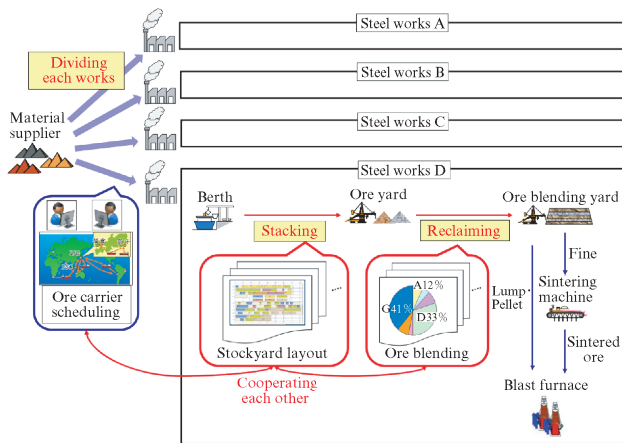 Steel works A
Dividing
each works
Steel works B
Material
supplier
Steel works C
Steel works D
Berth
Ore yard
Ore blending yard
Stacking
Reclaiming
Fine
A12%
...
...
G41%
D33%
Lump·
Pellet
Sintering
machine
Ore carrier
scheduling
Stockyard layout
Ore blending
Sintered
ore
Cooperating
each other
Blast furnace